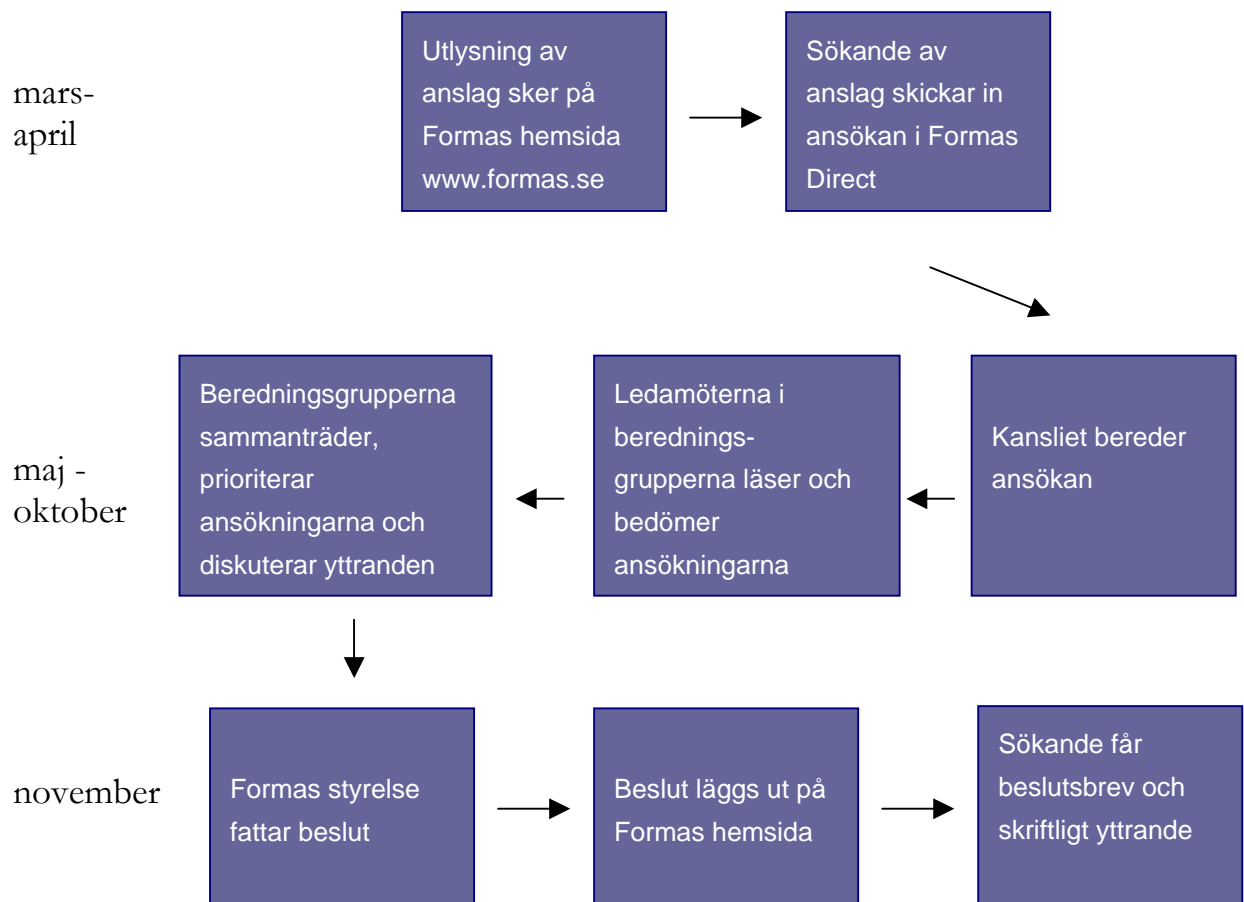 mars-
april
Utlysning av
anslag sker på
Formas hemsida
www.formas.se
Sökande av
anslag skickar in
ansökan i Formas
Direct
maj -
oktober
Beredningsgrupperna
sammanträder,
prioriterar
ansökningarna och
diskuterar yttranden
Ledamöterna i
berednings-
grupperna läser och
bedömer
ansökningarna
Kansliet bereder
ansökan
november
Formas styrelse
fattar beslut
Beslut läggs ut på
Formas hemsida
Sökande får
beslutsbrev och
skriftligt yttrande